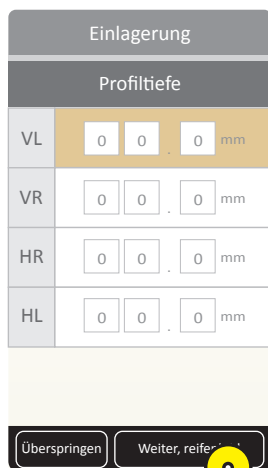 Einlagerung
Profiltiefe
VL 0 0 . 0 mm
VR 0 0 . 0 mm
HR 0 0 . 0 mm
HL 0 0 . 0 mm
Überspringen Weiter,